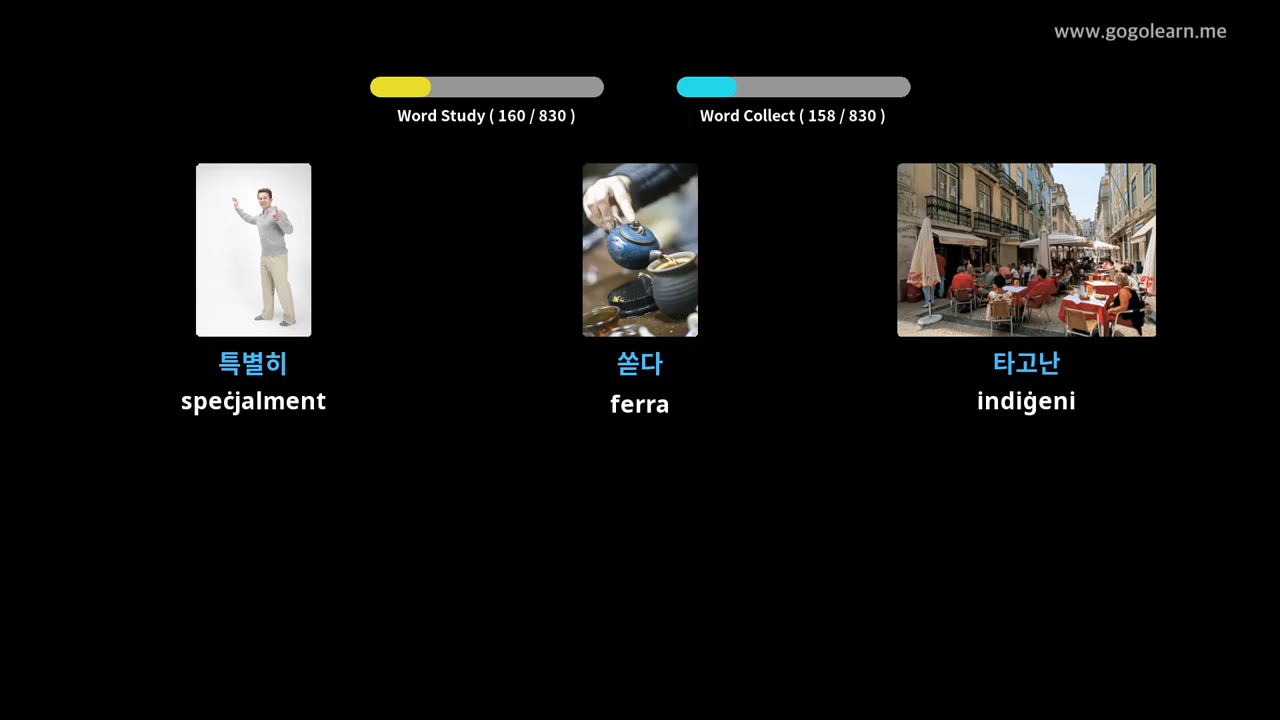 www.gogolearn.me
Word Study ( 160 / 830 )
Word Collect ( 158 / 830 )
특별히
speċjalment
쏟다
ferra
타고난
indiġeni